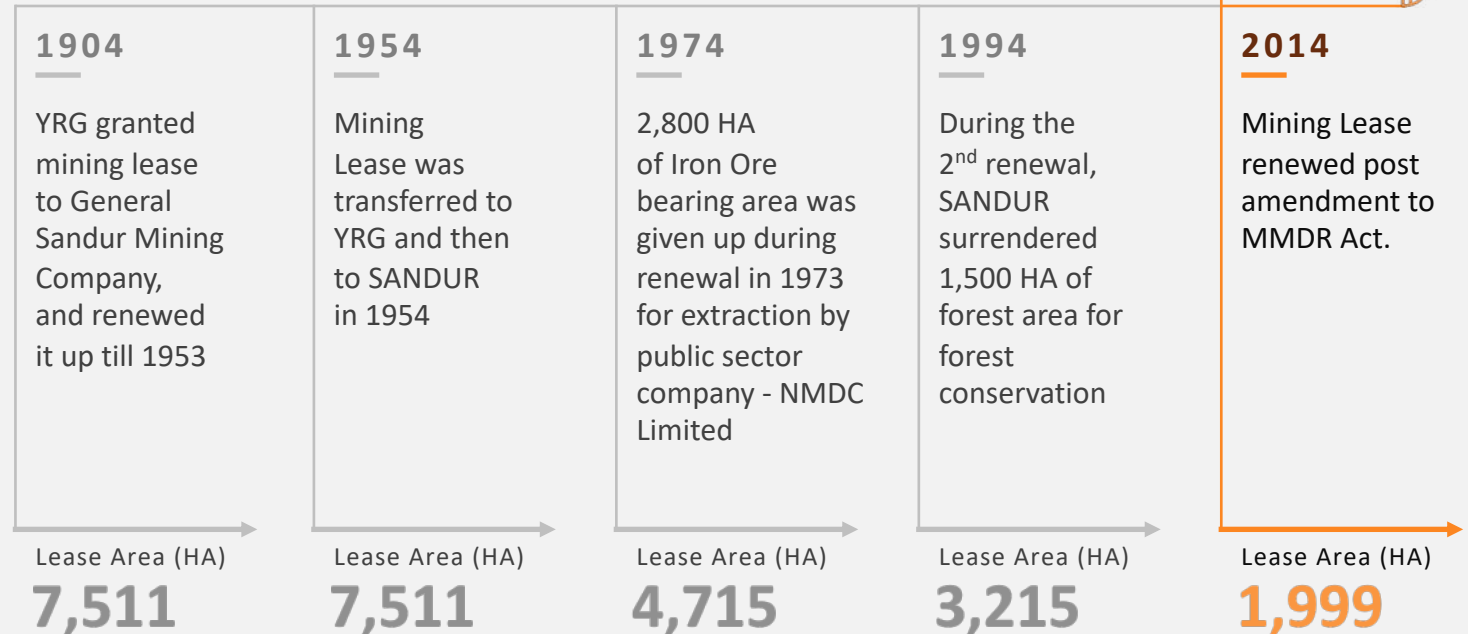 1904
YRG granted
mining lease
to General
Sandur Mining
Company,
and renewed
it up till 1953
Lease Area (HA)
7,511
1954
Mining
Lease was
transferred to
YRG and then
to SANDUR
in 1954
Lease Area (HA)
7,511
1974
2,800 HA
of Iron Ore
bearing area was
given up during
renewal in 1973
for extraction by
public sector
company - NMDC
Limited
Lease Area (HA)
4,715
1994
During the
2nd renewal,
SANDUR
surrendered
1,500 HA of
forest area for
forest
conservation
Lease Area (HA)
3,215
2014
Mining Lease
renewed post
amendment to
MMDR Act.
Lease Area (HA)
1,999